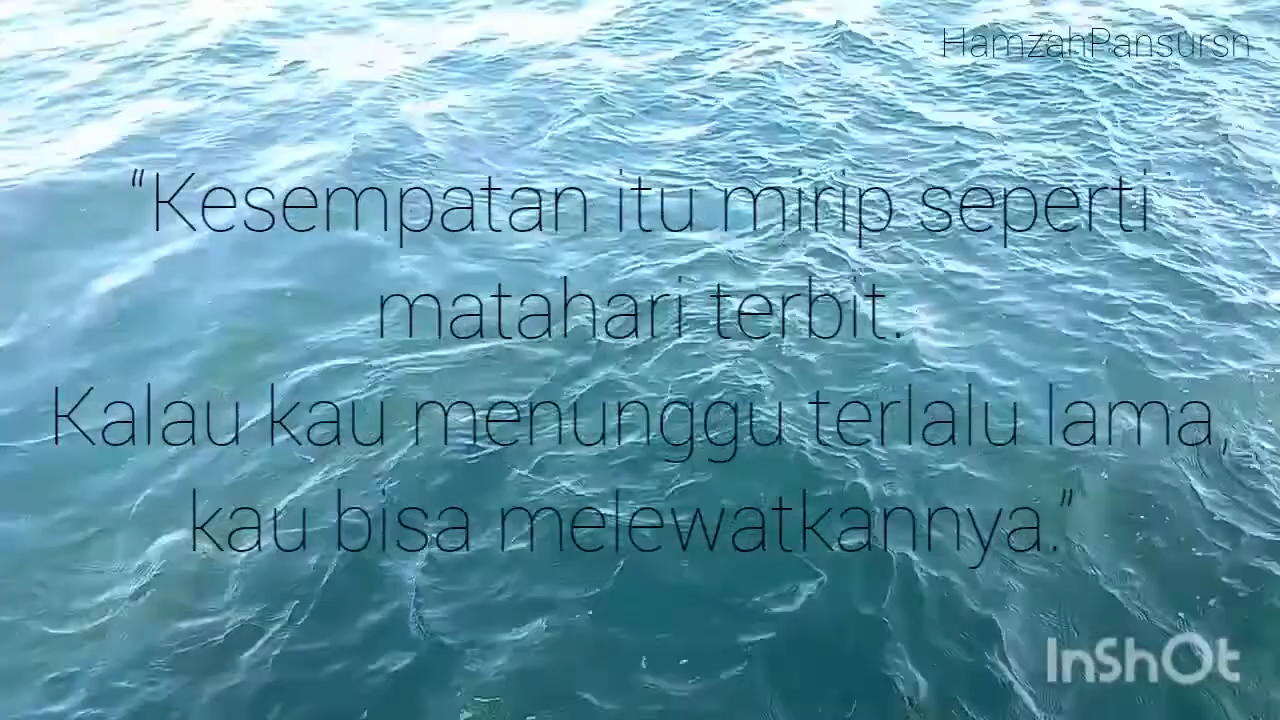 HamzahPansursn
“Kesempatan itu mirip seperti
matahari terbit.
Kalau kau menunggu terlalu lama,
kau bisa melewatkannya.”
InShOt